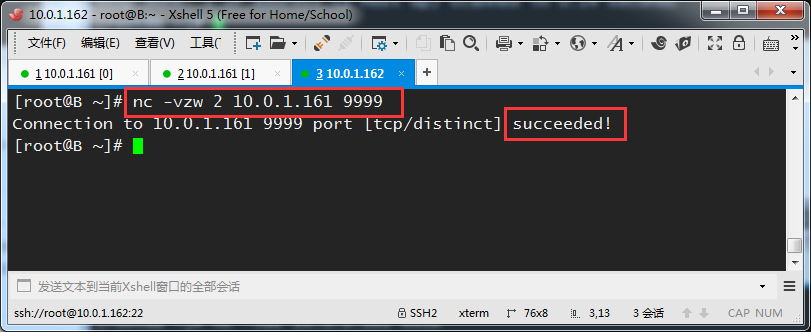 10.0.1.162 - root@B:~ - Xshell 5 (Free for Home/School)
文件(F) 编辑(E) 查看(V) 工具(
1 10.0.1.161 [0] × 2 10.0.1.161 [1] × 3 10.0.1.162 × +
[root@B ~]# nc -vzw 2 10.0.1.161 9999
Connection to 10.0.1.161 9999 port [tcp/distinct] succeeded!
[root@B ~]#
发送文本到当前Xshell窗口的全部会话
ssh://root@10.0.1.162:22 SSH2 xterm 76x8 3,13 3 会话 CAP NUM